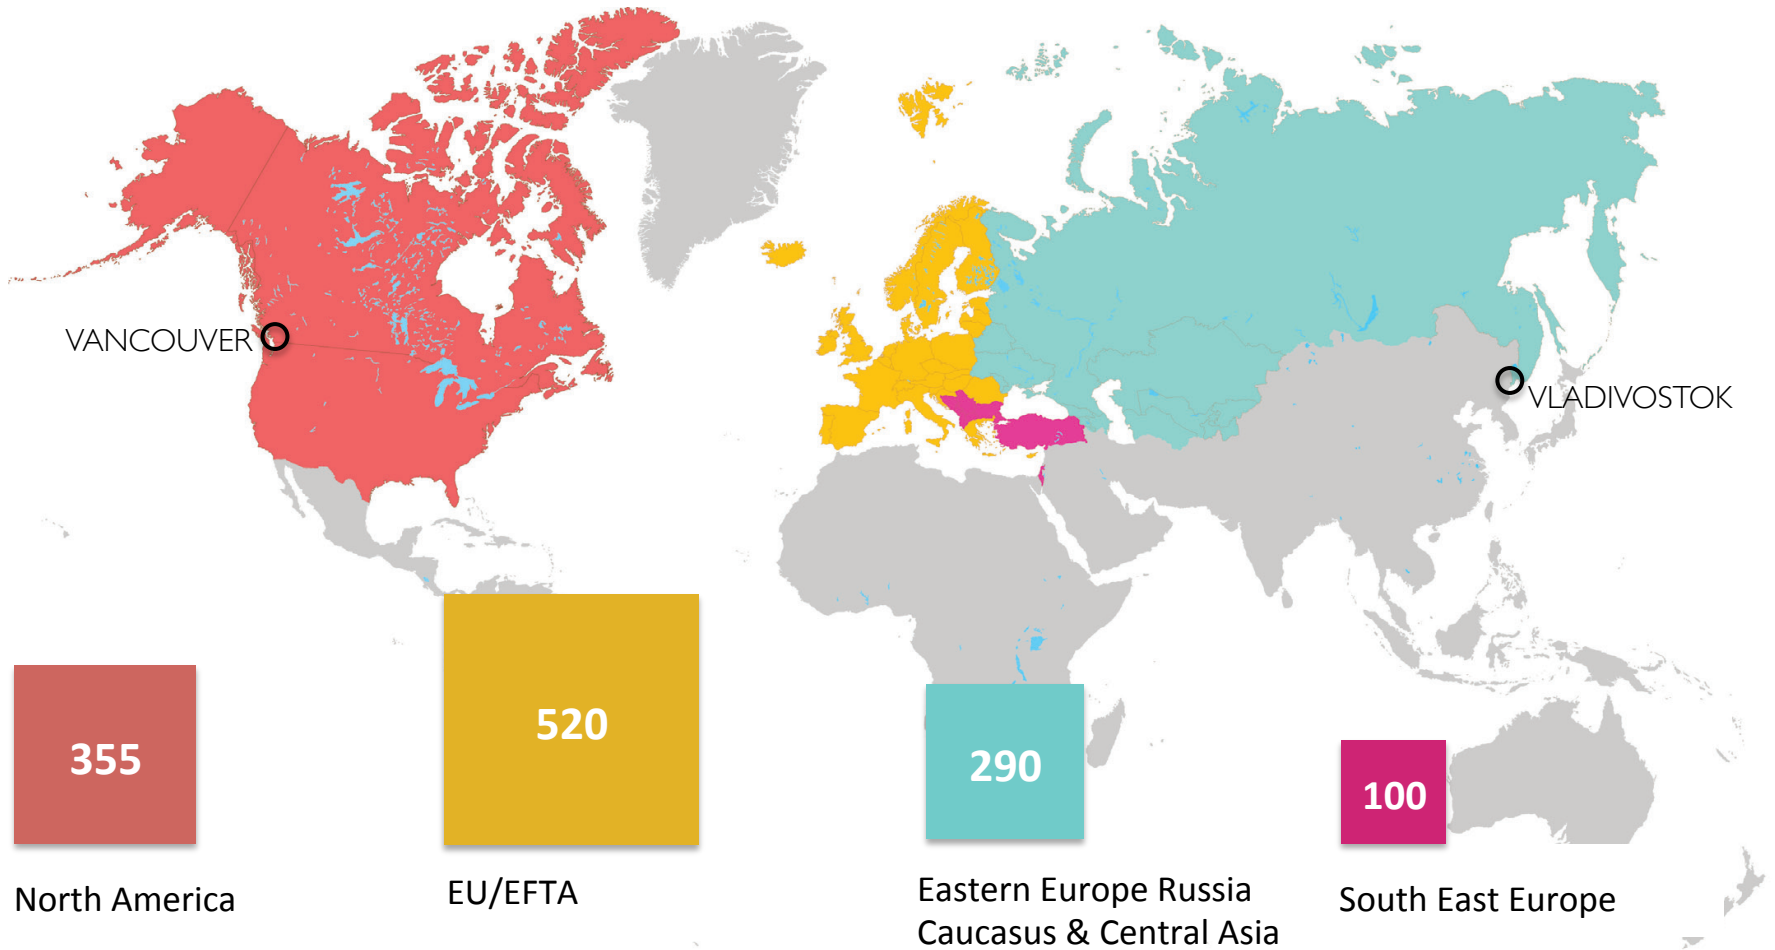 VANCOUVER
VLADIVOSTOK
355
520
290
100
North America
EU/EFTA
Eastern Europe Russia
Caucasus & Central Asia
South East Europe